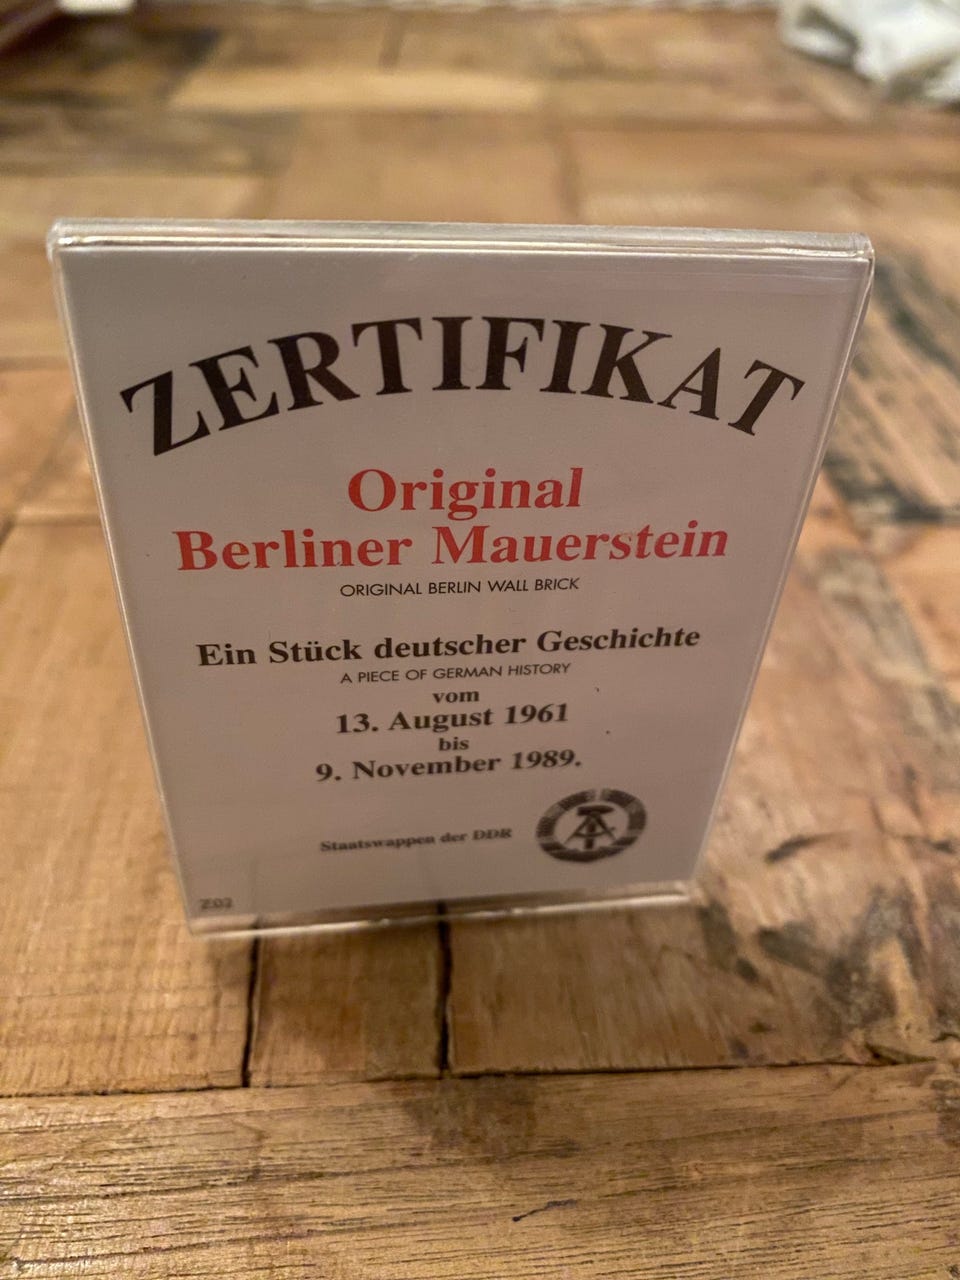 ZERTIFIKAT
Original
Berliner Mauerstein
ORIGINAL BERLIN WALL BRICK
Ein Stück deutscher Geschichte
A PIECE OF GERMAN HISTORY
vom
13. August 1961
bis
9. November 1989.
Staatswappen der DDR
Z02